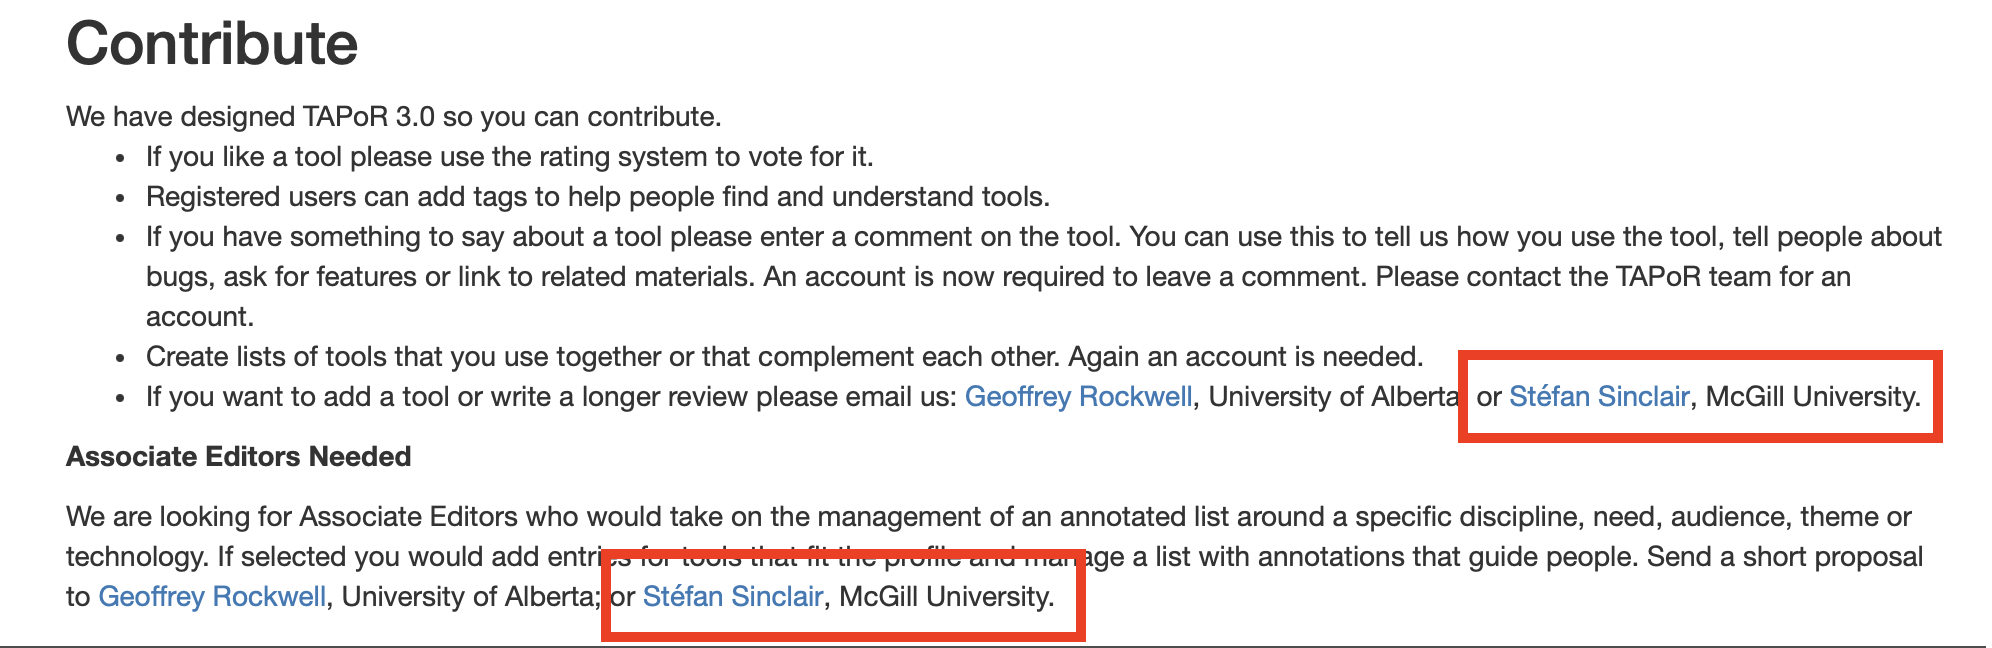 Contribute
We have designed TAPoR 3.0 so you can contribute.
• If you like a tool please use the rating system to vote for it.
• Registered users can add tags to help people find and understand tools.
• If you have something to say about a tool please enter a comment on the tool. You can use this to tell us how you use the tool, tell people about
bugs, ask for features or link to related materials. An account is now required to leave a comment. Please contact the TAPoR team for an
account.
• Create lists of tools that you use together or that complement each other. Again an account is needed.
• If you want to add a tool or write a longer review please email us: Geoffrey Rockwell, University of Alberta or Stéfan Sinclair, McGill University.
Associate Editors Needed
We are looking for Associate Editors who would take on the management of an annotated list around a specific discipline, need, audience, theme or
technology. If selected you would add entries for tools that fit the profile and manage a list with annotations that guide people. Send a short proposal
to Geoffrey Rockwell, University of Alberta; or Stéfan Sinclair, McGill University.